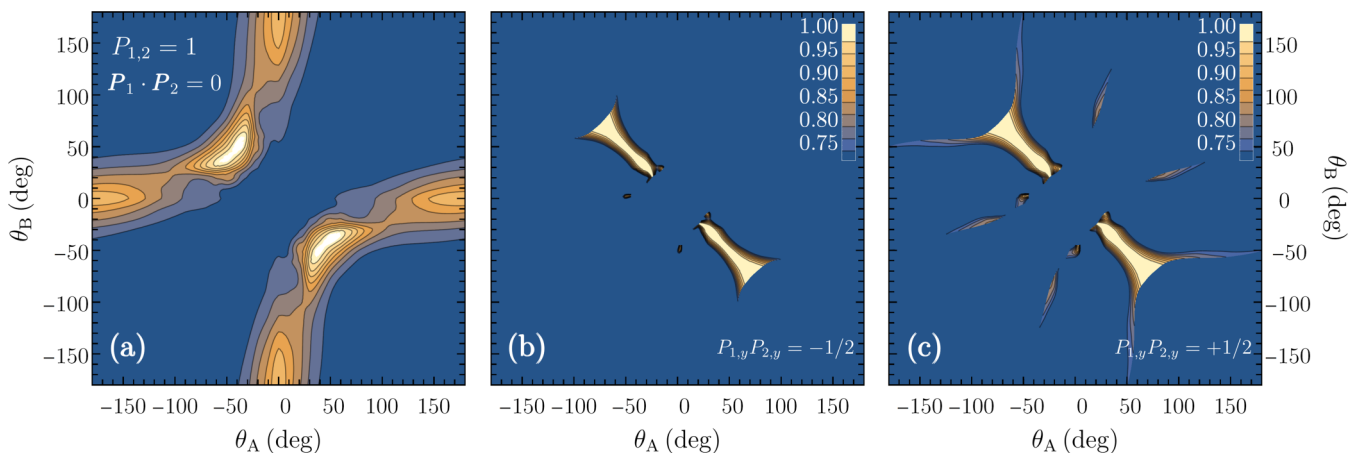 P₁,₂ = 1
P₁ · P₂ = 0
(a)
150
100
50
0
−50
−100
−150
θB (deg)
−150 −100 −50 0 50 100 150
θA (deg)
1.00
0.95
0.90
0.85
0.80
0.75
(b)
P₁,yP₂,y = −1/2
−150 −100 −50 0 50 100 150
θA (deg)
1.00
0.95
0.90
0.85
0.80
0.75
(c)
P₁,yP₂,y = +1/2
−150 −100 −50 0 50 100 150
θA (deg)
150
100
50
0
−50
−100
−150
θB (deg)